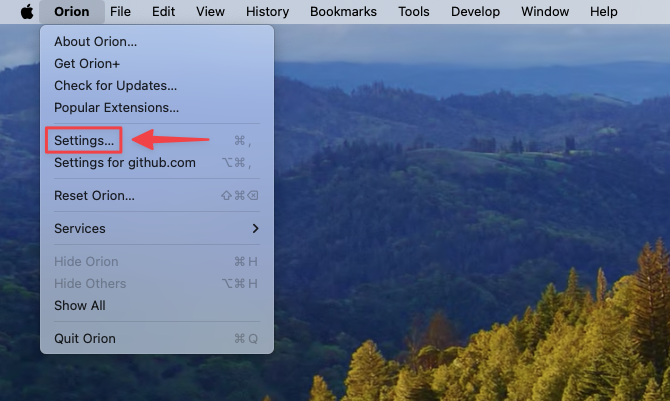 Orion File Edit View History Bookmarks Tools Develop Window Help
About Orion...
Get Orion+
Check for Updates...
Popular Extensions...
Settings... ⌘ ,
Settings for github.com ⌥⌘ ,
Reset Orion... ⇧⌘⌫
Services
Hide Orion ⌘ H
Hide Others ⌥⌘ H
Show All
Quit Orion ⌘ Q